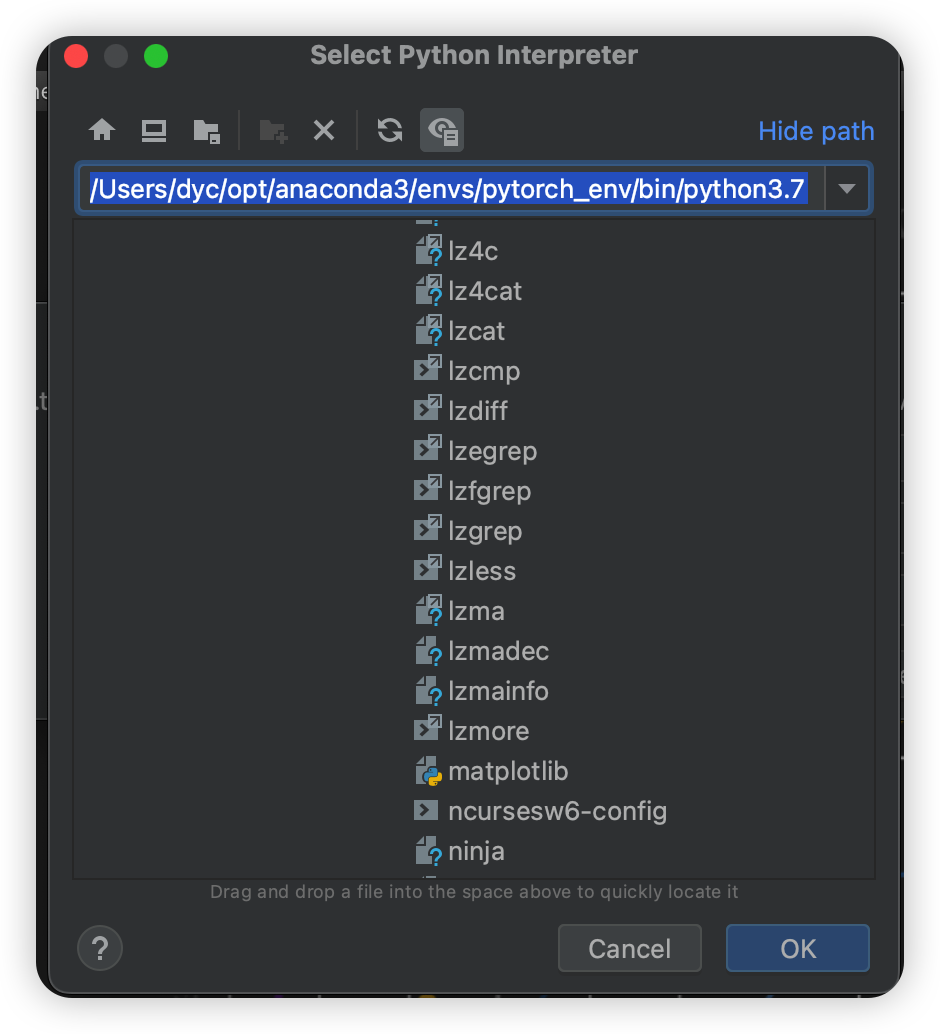 Select Python Interpreter
Hide path
/Users/dyc/opt/anaconda3/envs/pytorch_env/bin/python3.7
lz4c
lz4cat
lzcat
lzcmp
lzdiff
lzegrep
lzfgrep
lzgrep
lzless
lzma
lzmadec
lzmainfo
lzmore
matplotlib
ncursesw6-config
ninja
Drag and drop a file into the space above to quickly locate it
?
Cancel
OK